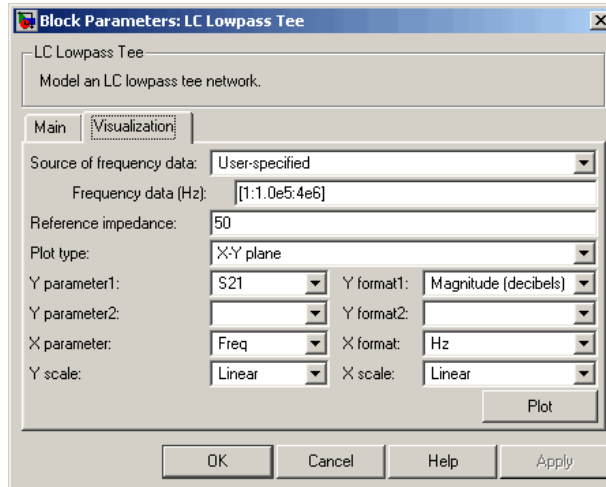 Block Parameters: LC Lowpass Tee
LC Lowpass Tee
Model an LC lowpass tee network.
Main Visualization
Source of frequency data: User-specified
Frequency data (Hz): [1:1.0e5:4e6]
Reference impedance: 50
Plot type: X-Y plane
Y parameter1: S21 Y format1: Magnitude (decibels)
Y parameter2: Y format2:
X parameter: Freq X format: Hz
Y scale: Linear X scale: Linear
Plot
OK Cancel Help Apply